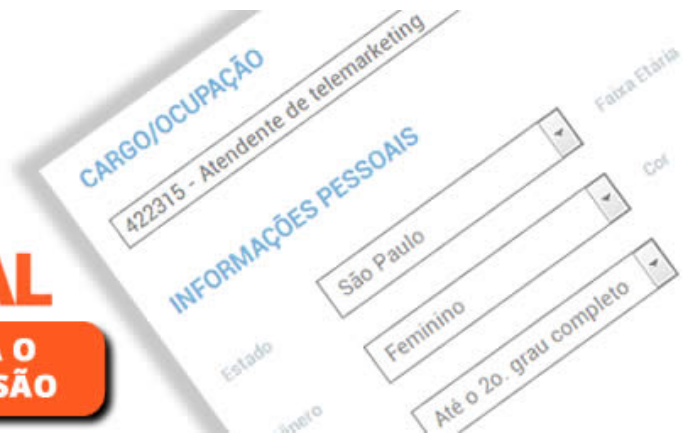 CARGO/OCUPAÇÃO
422315 - Atendente de telemarketing
INFORMAÇÕES PESSOAIS
Estado
São Paulo
Faixa Etária
Feminino
Cor
Até o 2o. grau completo
AL
O
SÃO